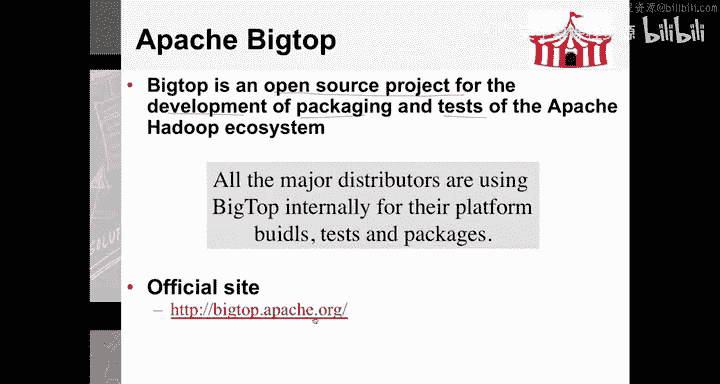 Apache Bigtop
• Bigtop is an open source project for the
development of packaging and tests of the Apache
Hadoop ecosystem
All the major distributors are using
BigTop internally for their platform
buidls, tests and packages.
• Official site
– http://bigtop.apache.org/
bilibili